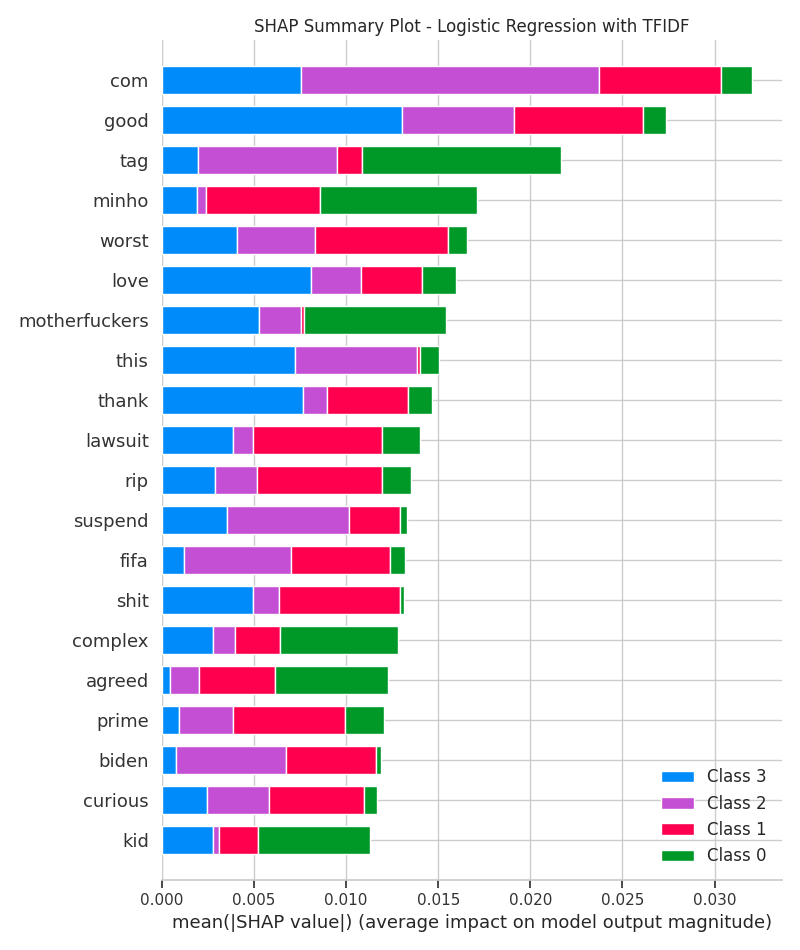 SHAP Summary Plot - Logistic Regression with TFIDF
com
good
tag
minho
worst
love
motherfuckers
this
thank
lawsuit
rip
suspend
fifa
shit
complex
agreed
prime
biden
curious
kid
Class 3
Class 2
Class 1
Class 0
0.000 0.005 0.010 0.015 0.020 0.025 0.030
mean(|SHAP value|) (average impact on model output magnitude)